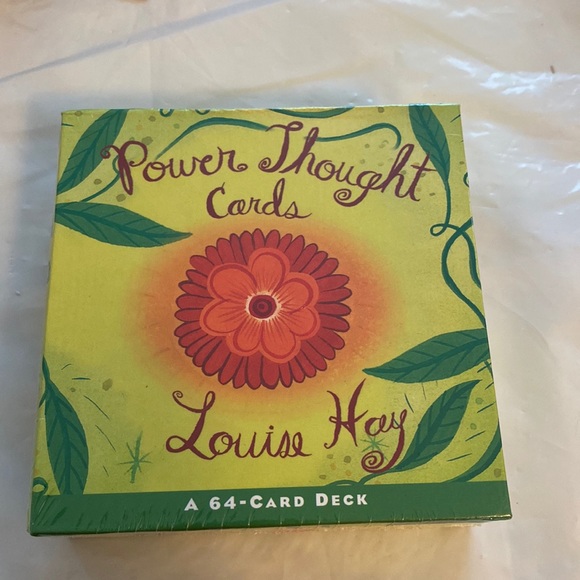 Power Thought
Cards
Louise Hay
A 64-Card Deck